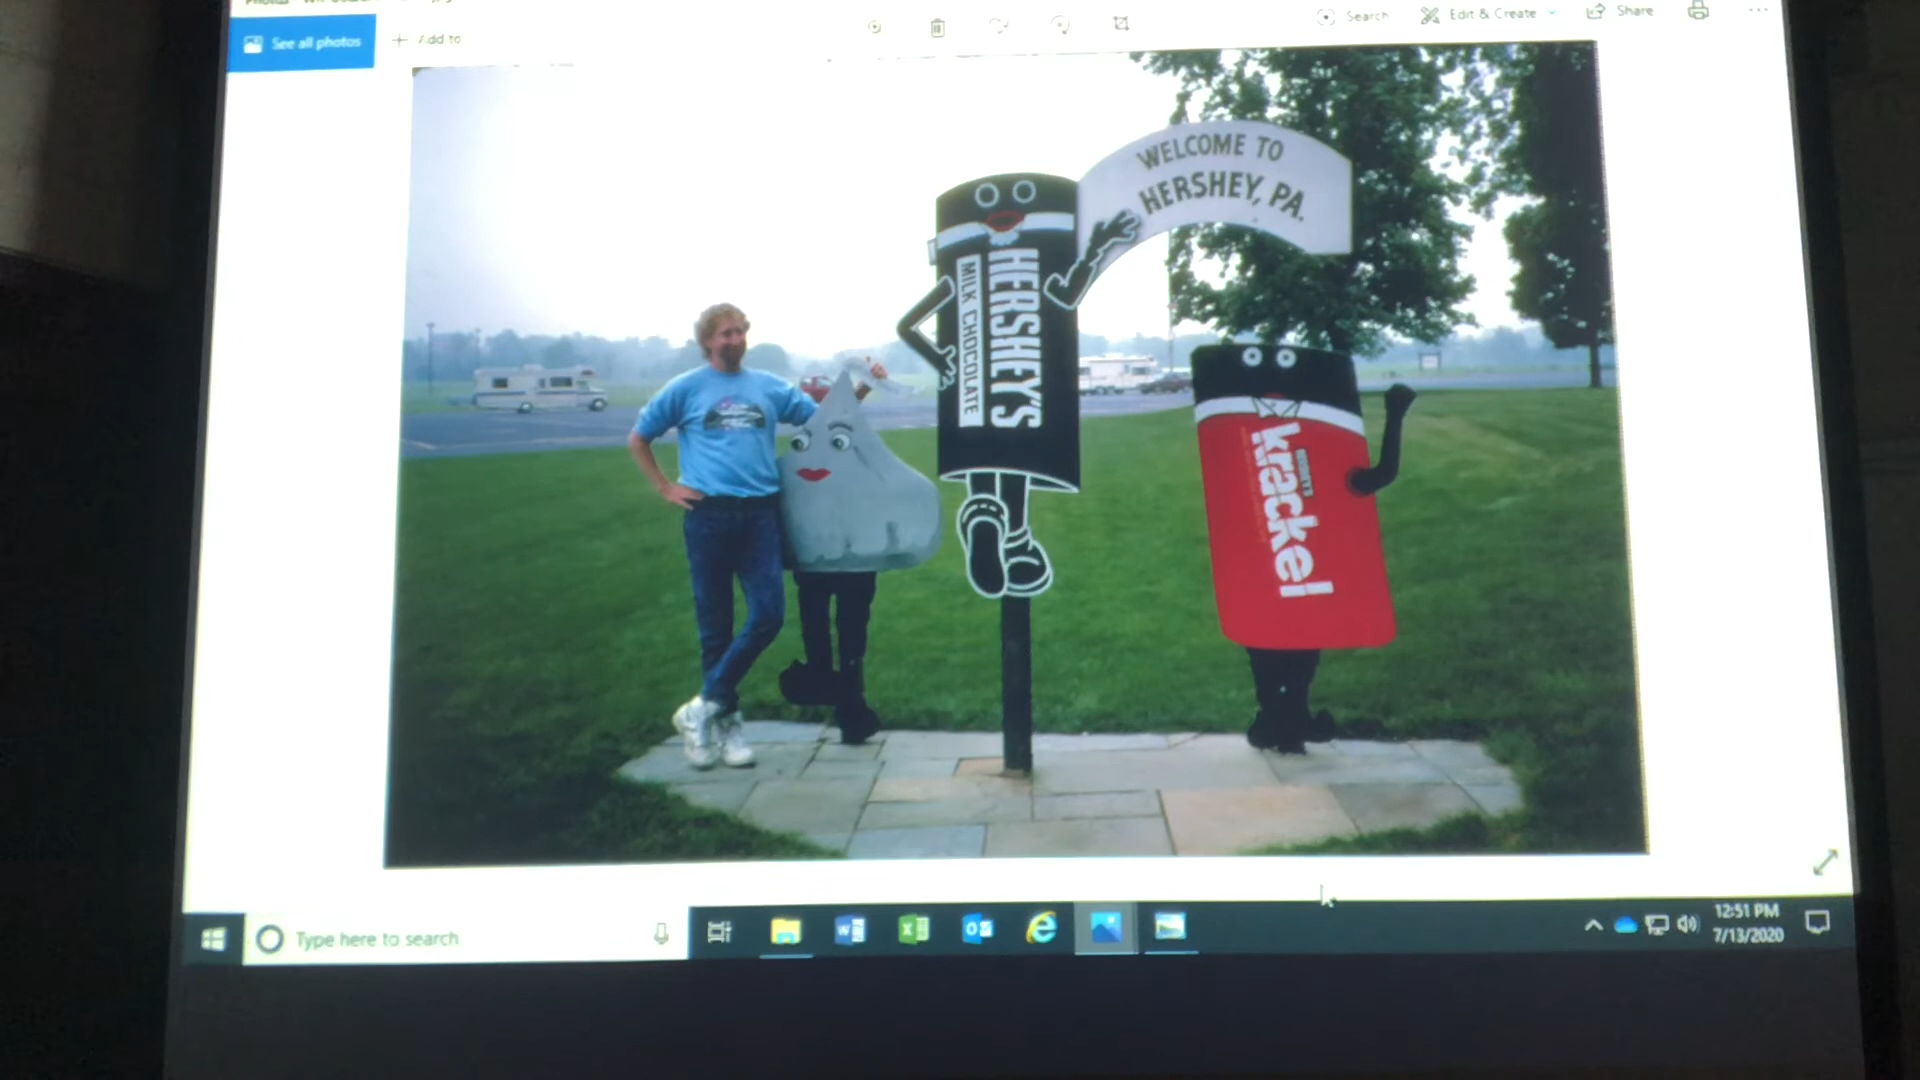 See all photos
Add to
Search
Edit & Create
Share
WELCOME TO
HERSHEY, PA.
HERSHEY'S
MILK CHOCOLATE
krackel
Type here to search
12:51 PM
7/13/2020